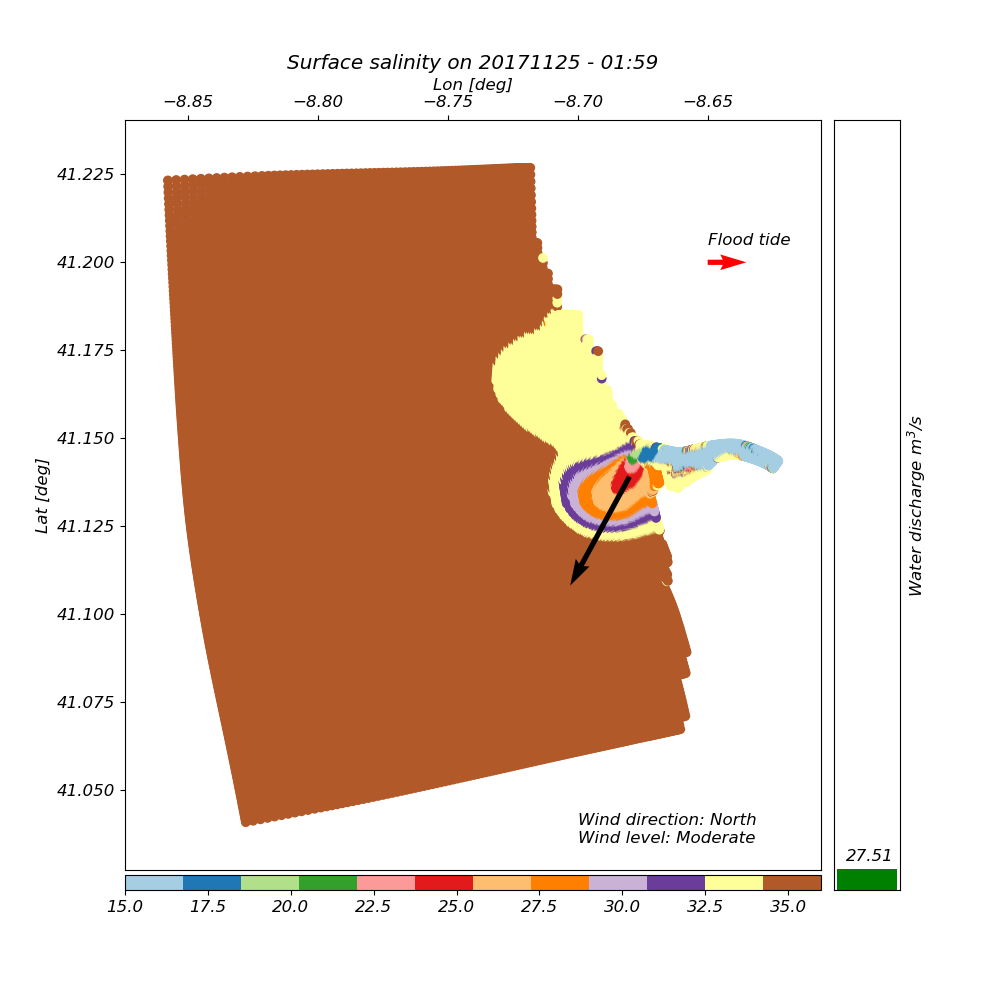 Surface salinity on 20171125 - 01:59
Lon [deg]
−8.85 −8.80 −8.75 −8.70 −8.65
41.225
41.200
41.175
41.150
41.125
41.100
41.075
41.050
Lat [deg]
Flood tide
Wind direction: North
Wind level: Moderate
Water discharge m³/s
27.51
15.0 17.5 20.0 22.5 25.0 27.5 30.0 32.5 35.0